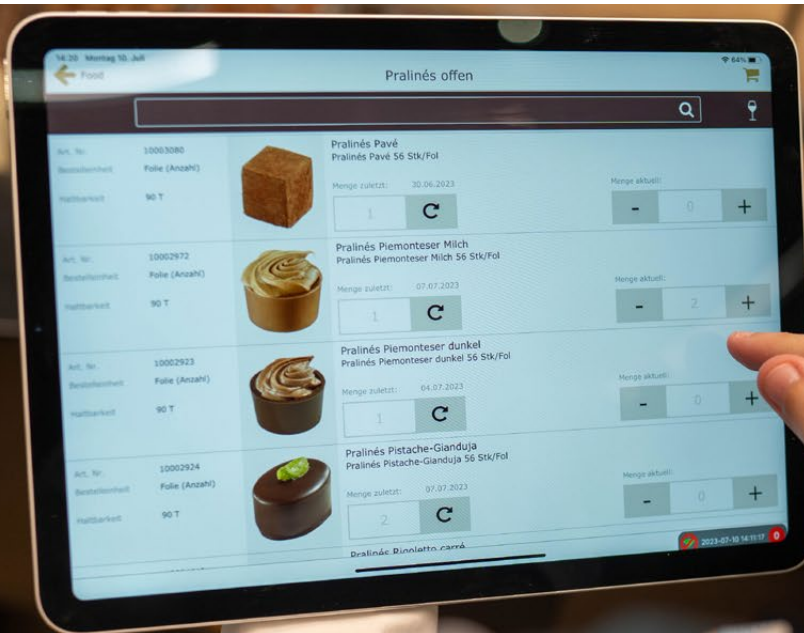 14:20 Montag 10. Juli
64%
Food
Pralinés offen
Art. Nr. 10003080
Bestelleinheit Folie (Anzahl)
Haltbarkeit 90 T
Pralinés Pavé
Pralinés Pavé 56 Stk/Fol
Menge zuletzt: 30.06.2023
1
Menge aktuell:
- 0 +
Art. Nr. 10002972
Bestelleinheit Folie (Anzahl)
Haltbarkeit 90 T
Pralinés Piemonteser Milch
Pralinés Piemonteser Milch 56 Stk/Fol
Menge zuletzt: 07.07.2023
1
Menge aktuell:
- 2 +
Art. Nr. 10002923
Bestelleinheit Folie (Anzahl)
Haltbarkeit 90 T
Pralinés Piemonteser dunkel
Pralinés Piemonteser dunkel 56 Stk/Fol
Menge zuletzt: 04.07.2023
1
Menge aktuell:
- 0 +
Art. Nr. 10002924
Bestelleinheit Folie (Anzahl)
Haltbarkeit 90 T
Pralinés Pistache-Gianduja
Pralinés Pistache-Gianduja 56 Stk/Fol
Menge zuletzt: 07.07.2023
2
Menge aktuell:
- 0 +
Pralinés Rigoletto carré
2023-07-10 14:11:17 0